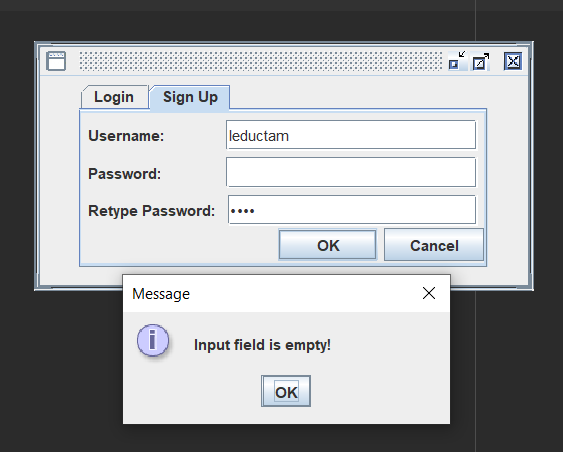 Login Sign Up
Username: leductam
Password:
Retype Password: ••••
OK Cancel
Message
i Input field is empty!
OK